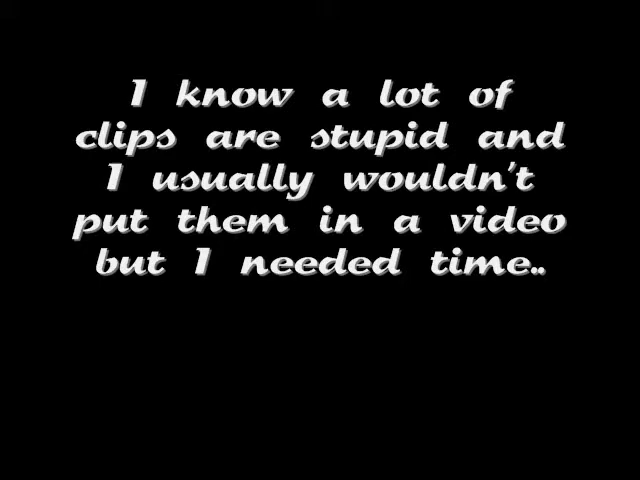 I know a lot of
clips are stupid and
I usually wouldn't
put them in a video
but I needed time..